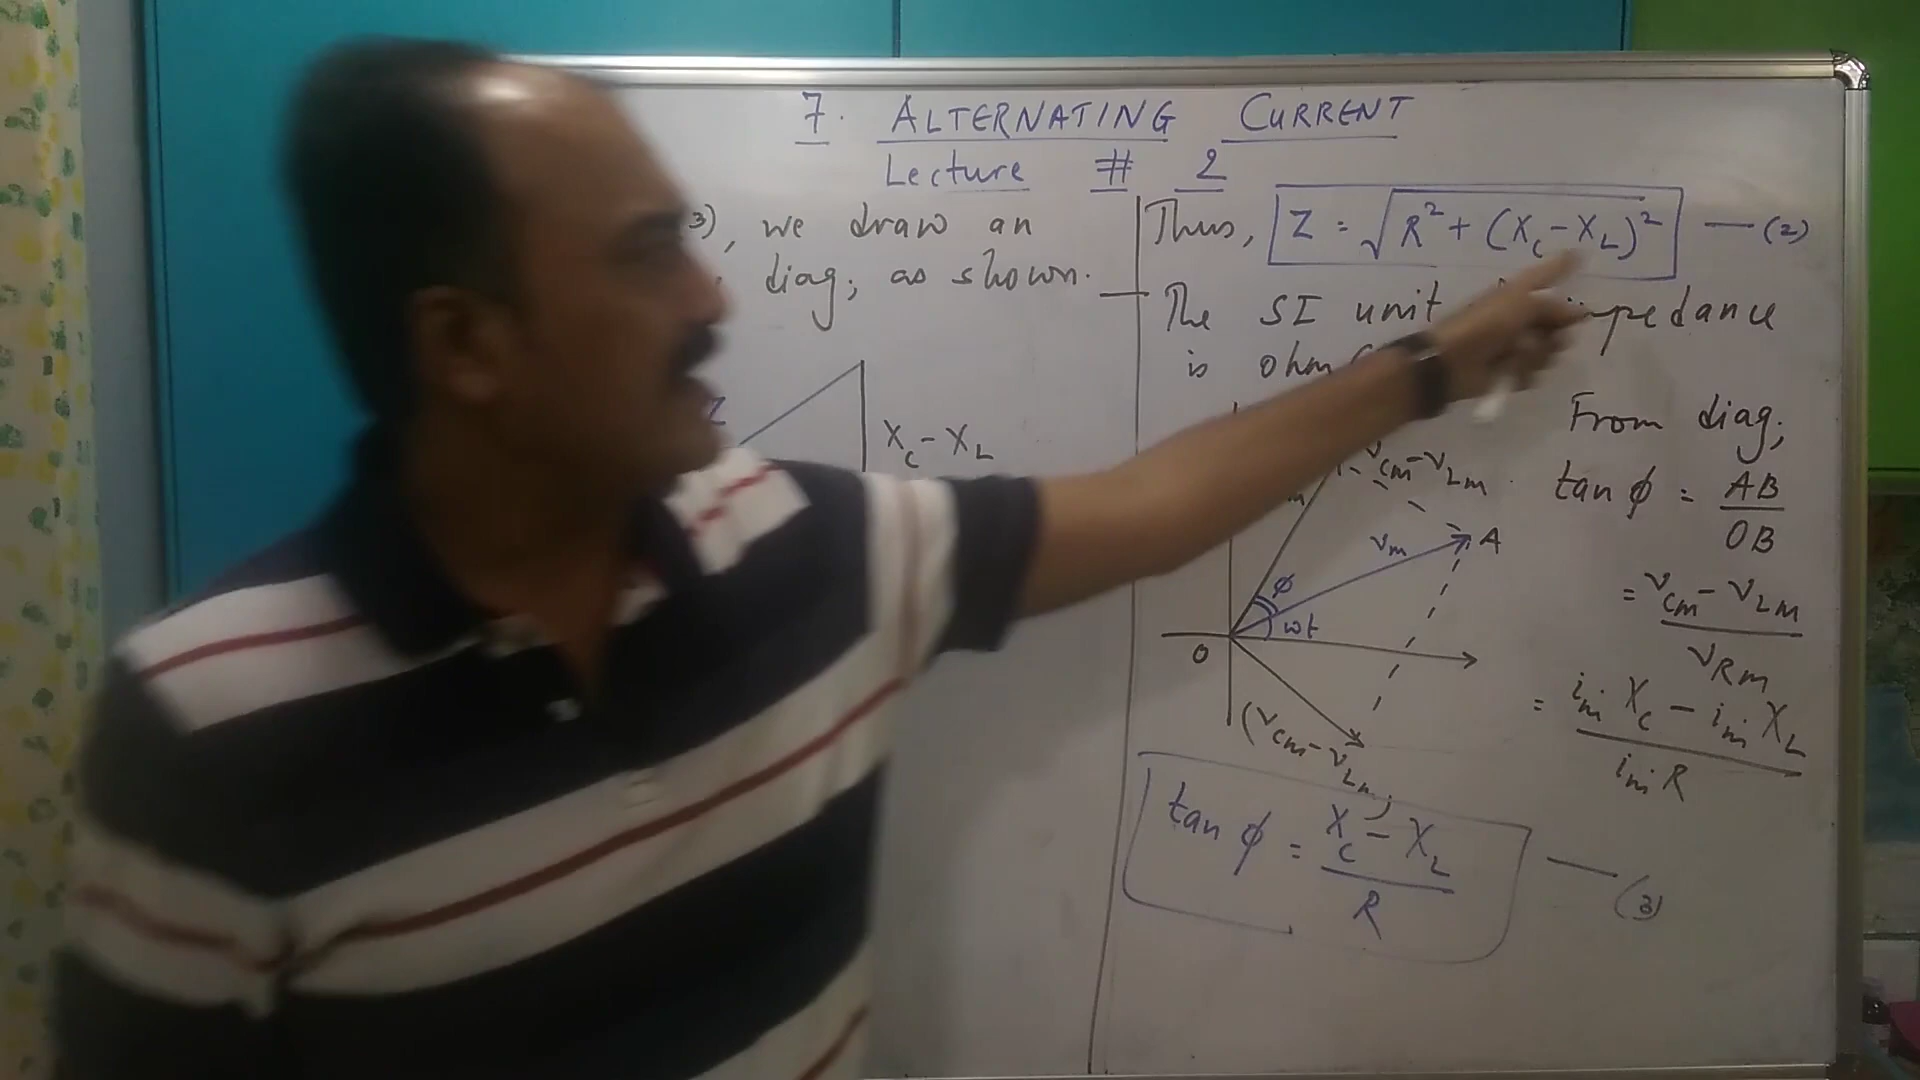 7. ALTERNATING CURRENT
Lecture # 2
3), we draw an
diag; as shown.
Z
Xc - XL
Thus, Z = √R² + (Xc - XL)² — (2)
The SI unit impedance
is ohm
From diag;
tan φ = AB
OB
= vcm - vLm
vRm
= im Xc - im XL
im R
vcm - vLm
m
vm
A
φ
ωt
O
(vcm - vLm)
tan φ = Xc - XL
R
— (3)